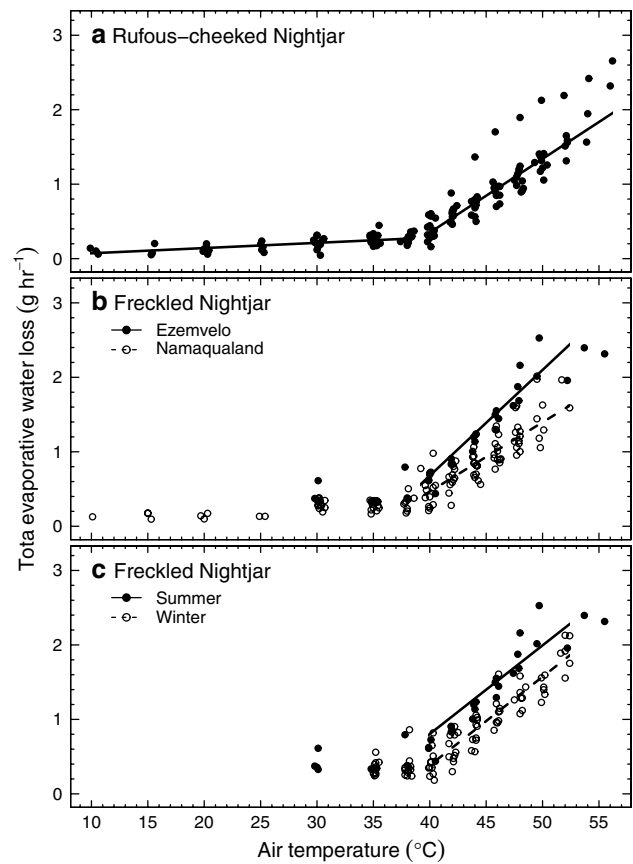 a Rufous−cheeked Nightjar
3
2
1
0
b Freckled Nightjar
Ezemvelo
Namaqualand
3
2
1
0
c Freckled Nightjar
Summer
Winter
3
2
1
0
Tota evaporative water loss (g hr⁻¹)
10 15 20 25 30 35 40 45 50 55
Air temperature (°C)